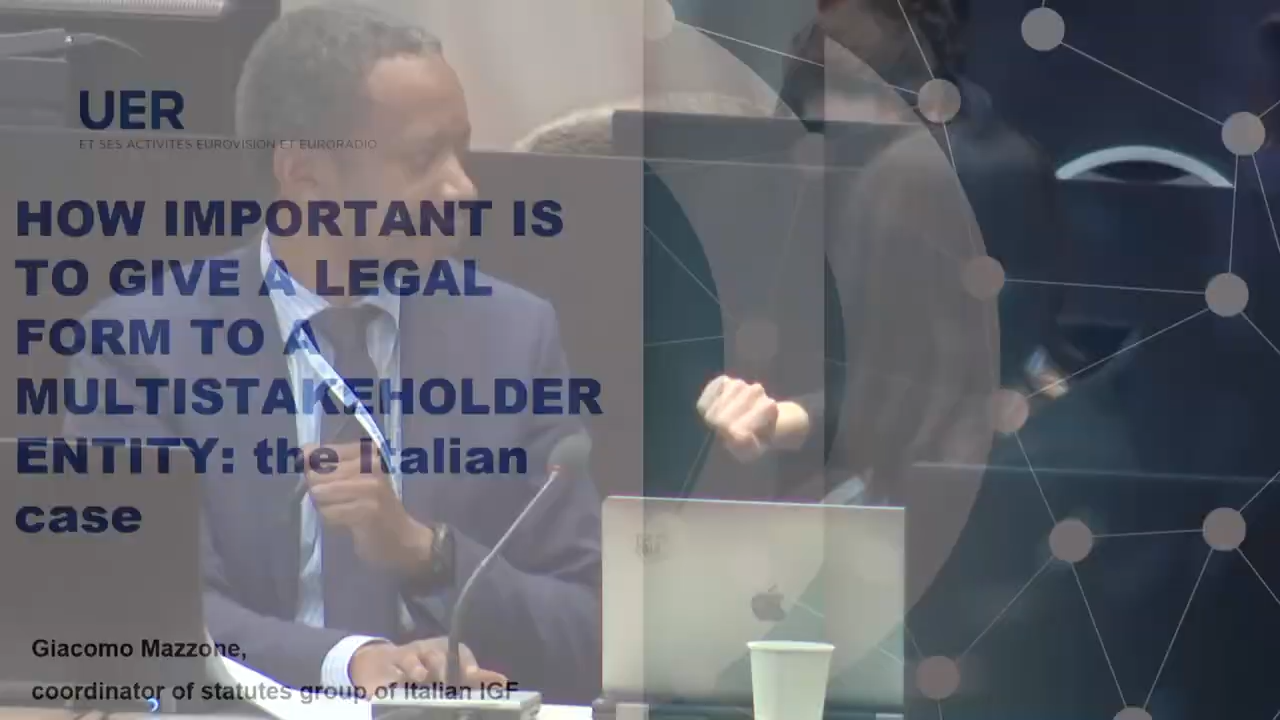 UER
ET SES ACTIVITÉS EUROVISION ET EURORADIO
HOW IMPORTANT IS
TO GIVE A LEGAL
FORM TO A
MULTISTAKEHOLDER
ENTITY: the Italian
case
Giacomo Mazzone,
coordinator of statutes group of Italian IGF